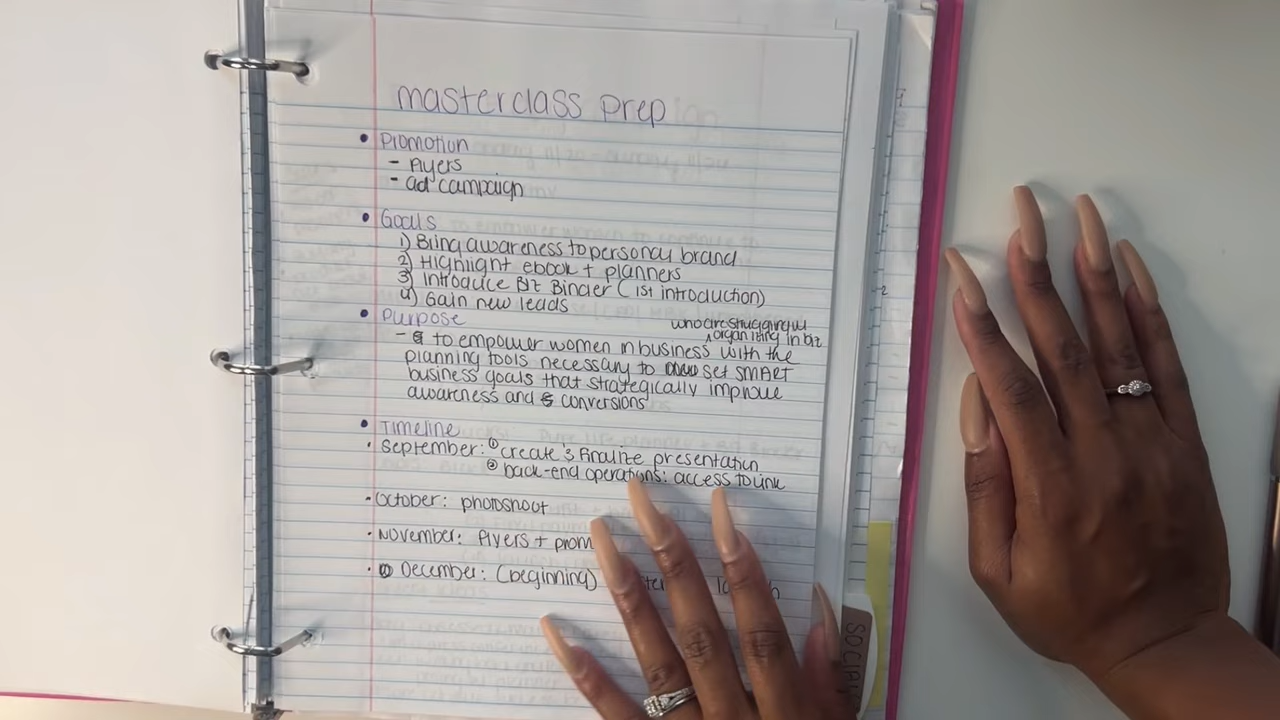 masterclass prep
• Promotion
- Flyers
- ad campaign
• Goals
1) Bring awareness to personal brand
2) Highlight ebook + planners
3) Introduce Biz Binder (1st introduction)
4) Gain new leads
• Purpose
who are struggling w/
organizing in biz
- to empower women in business with the
planning tools necessary to set SMART
business goals that strategically improve
awareness and conversions
• Timeline
• September: ① create & finalize presentation
② back-end operations: access to link
• October: photoshoot
• November: Flyers + prom
• December: (beginning)
SOCIAL